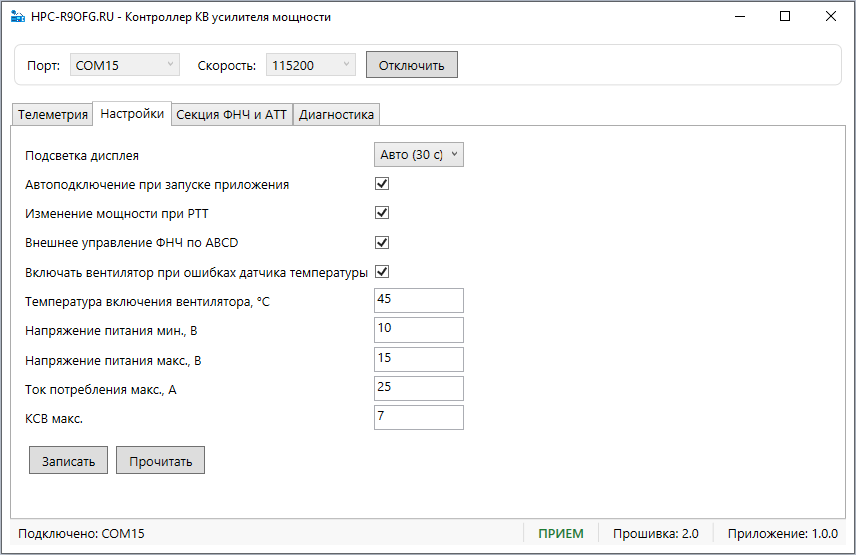 HPC-R9OFG.RU - Контроллер КВ усилителя мощности
Порт: COM15 Скорость: 115200 Отключить
Телеметрия Настройки Секция ФНЧ и АТТ Диагностика
Подсветка дисплея Авто (30 с)
Автоподключение при запуске приложения
Изменение мощности при PTT
Внешнее управление ФНЧ по ABCD
Включать вентилятор при ошибках датчика температуры
Температура включения вентилятора, °C 45
Напряжение питания мин., В 10
Напряжение питания макс., В 15
Ток потребления макс., А 25
КСВ макс. 7
Записать Прочитать
Подключено: COM15 ПРИЕМ Прошивка: 2.0 Приложение: 1.0.0